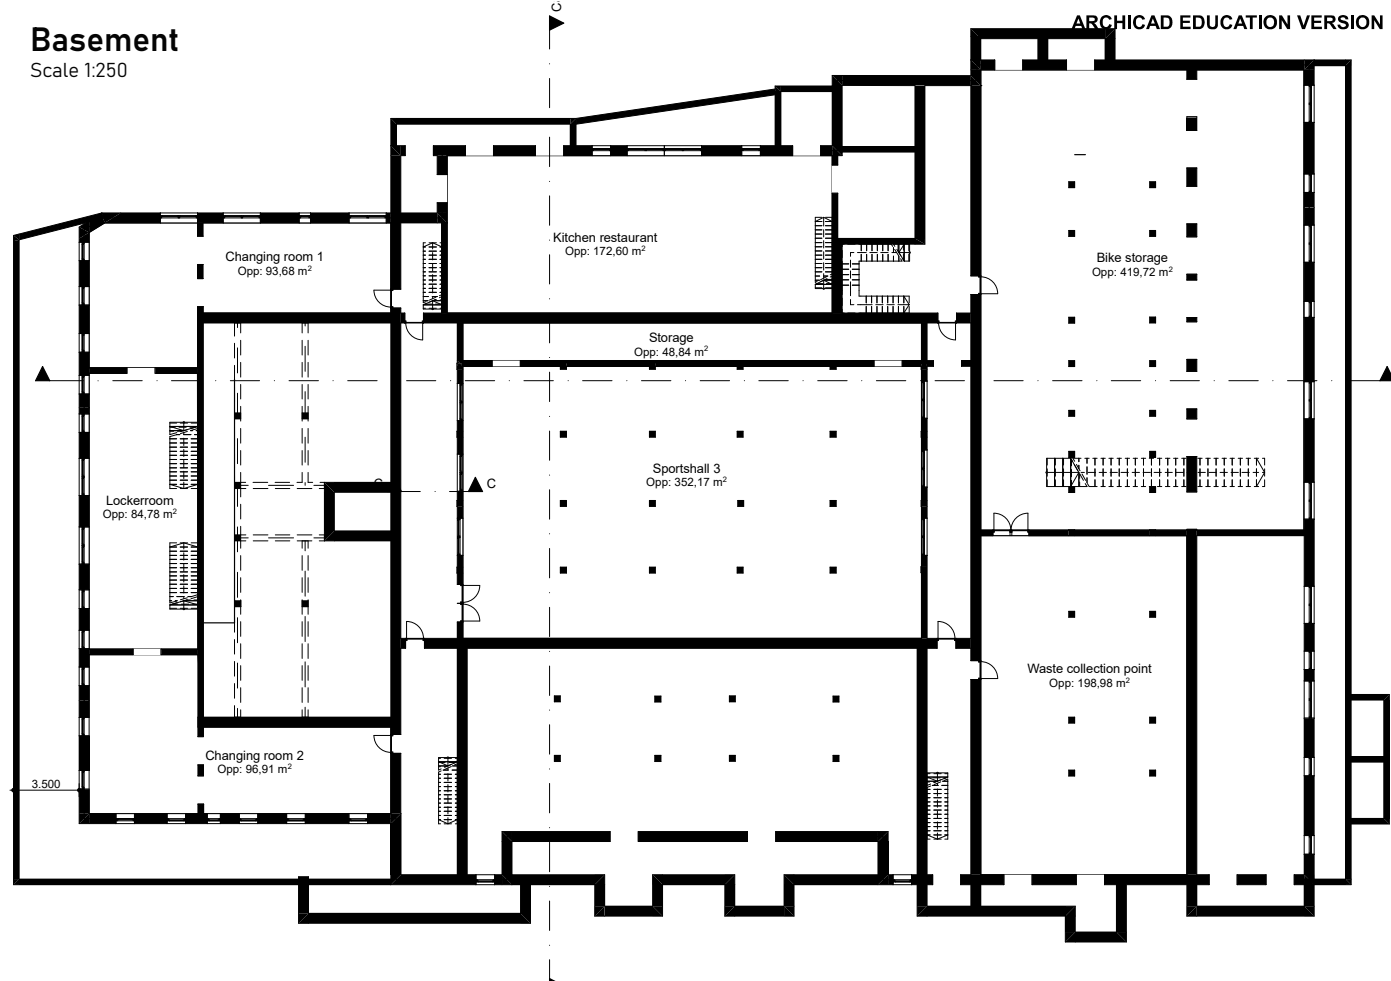 Basement
Scale 1:250
ARCHICAD EDUCATION VERSION
C
Changing room 1
Opp: 93,68 m²
Kitchen restaurant
Opp: 172,60 m²
Bike storage
Opp: 419,72 m²
Storage
Opp: 48,84 m²
Sportshall 3
Opp: 352,17 m²
C
Lockerroom
Opp: 84,78 m²
Waste collection point
Opp: 198,98 m²
Changing room 2
Opp: 96,91 m²
3.500